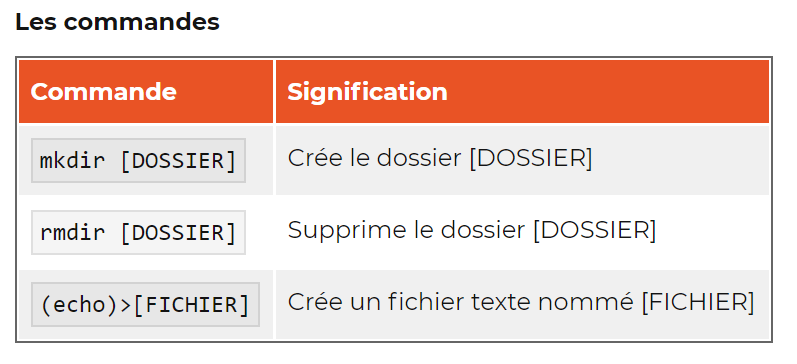 Les commandes
Commande Signification
mkdir [DOSSIER] Crée le dossier [DOSSIER]
rmdir [DOSSIER] Supprime le dossier [DOSSIER]
(echo)>[FICHIER] Crée un fichier texte nommé [FICHIER]